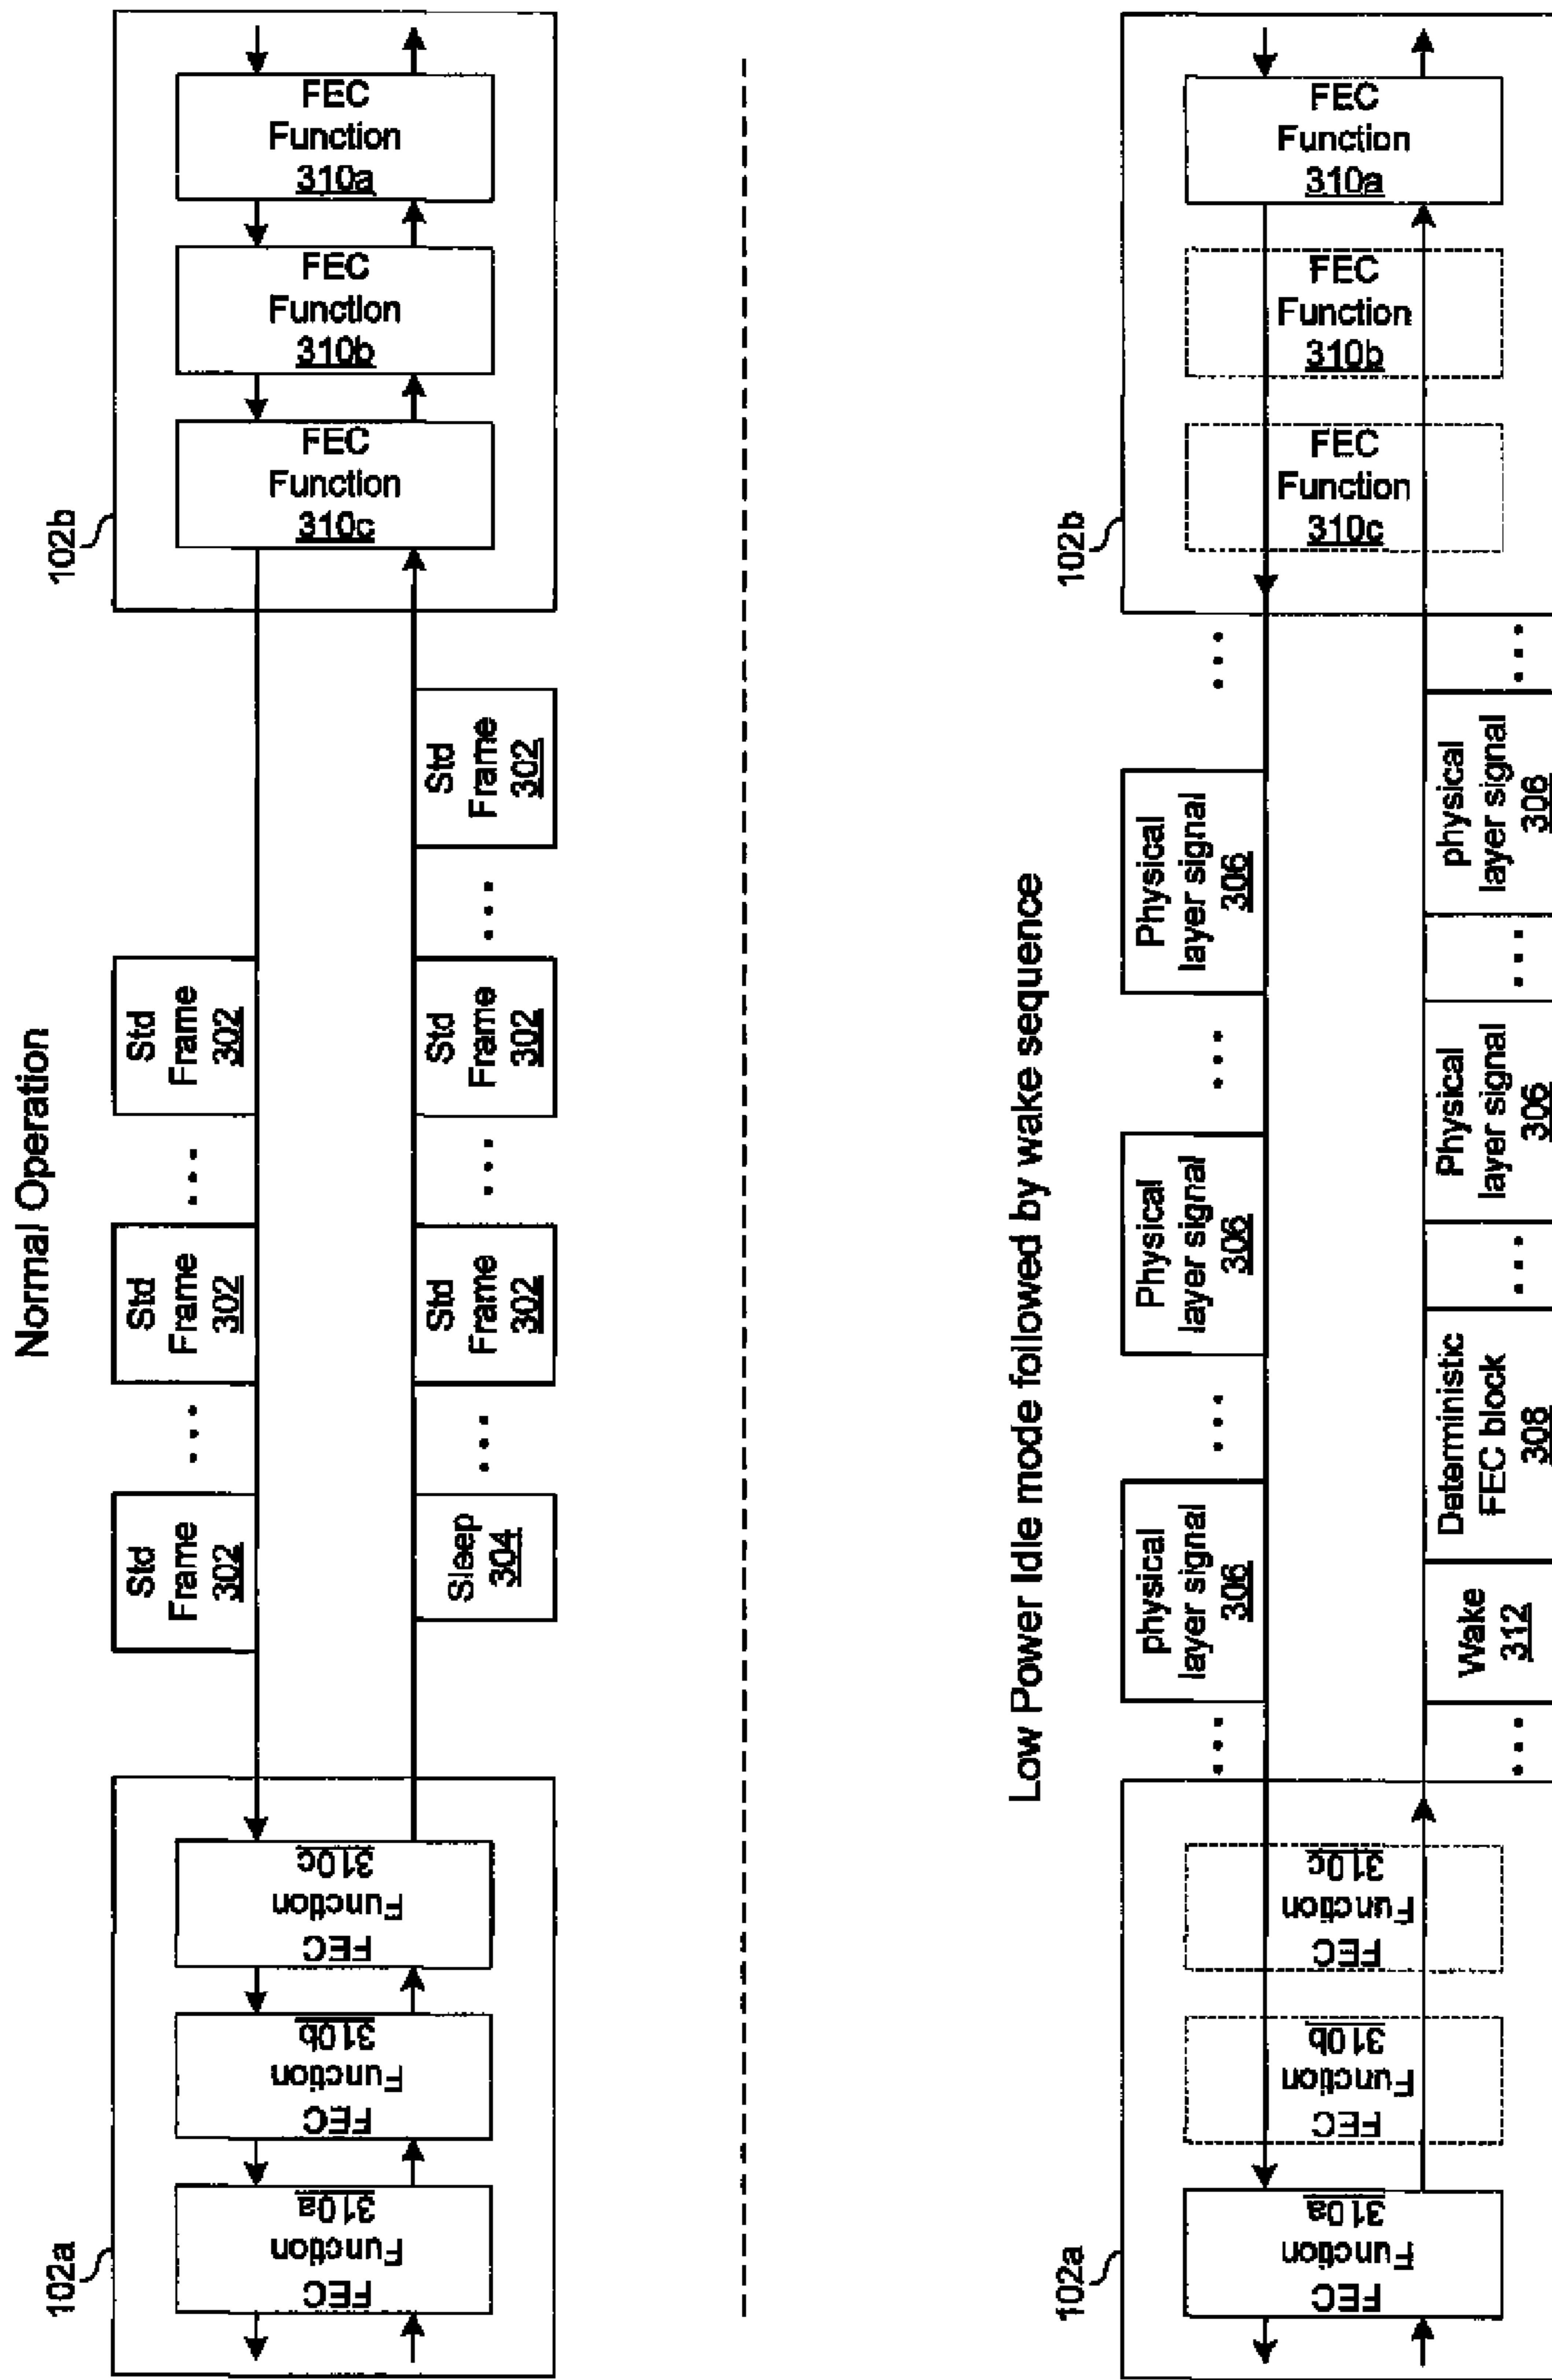 Normal Operation
102a
FEC
Function
310a
FEC
Function
310b
FEC
Function
310c
Std
Frame
302
...
Std
Frame
302
...
Std
Frame
302
Sleep
304
...
Std
Frame
302
...
Std
Frame
302
...
Std
Frame
302
102b
FEC
Function
310c
FEC
Function
310b
FEC
Function
310a
Low Power Idle mode followed by wake sequence
102a
FEC
Function
310a
FEC
Function
310b
FEC
Function
310c
...
physical
layer signal
306
...
Physical
layer signal
306
...
Physical
layer signal
306
...
...
Wake
312
Deterministic
FEC block
308
...
Physical
layer signal
306
...
physical
layer signal
306
...
102b
FEC
Function
310c
FEC
Function
310b
FEC
Function
310a